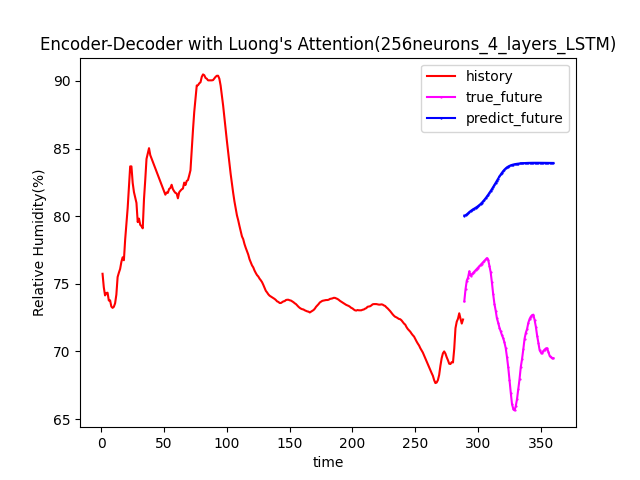 Encoder-Decoder with Luong's Attention(256neurons_4_layers_LSTM)
history
true_future
predict_future
90
85
80
75
70
65
Relative Humidity(%)
0 50 100 150 200 250 300 350
time